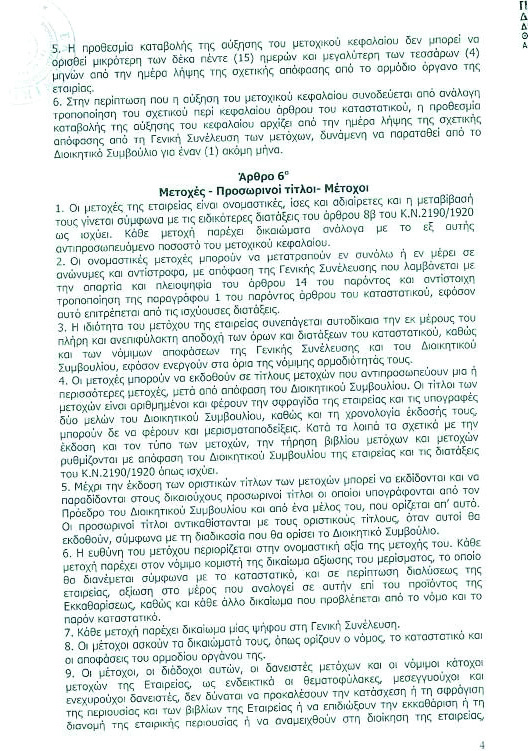 5. Η προθεσμία καταβολής της αύξησης του μετοχικού κεφαλαίου δεν μπορεί να
ορισθεί μικρότερη των δέκα πέντε (15) ημερών και μεγαλύτερη των τεσσάρων (4)
μηνών από την ημέρα λήψης της σχετικής απόφασης από το αρμόδιο όργανο της
εταιρίας.
6. Στην περίπτωση που η αύξηση του μετοχικού κεφαλαίου συνοδεύεται από ανάλογη
τροποποίηση του σχετικού περί κεφαλαίου άρθρου του καταστατικού, η προθεσμία
καταβολής της αύξησης του κεφαλαίου αρχίζει από την ημέρα λήψης της σχετικής
απόφασης από τη Γενική Συνέλευση των μετόχων, δυνάμενη να παραταθεί από το
Διοικητικό Συμβούλιο για έναν (1) ακόμη μήνα.
Άρθρο 6º
Μετοχές - Προσωρινοί τίτλοι- Μέτοχοι
1. Οι μετοχές της εταιρείας είναι ονομαστικές, ίσες και αδιαίρετες και η μεταβίβασή
τους γίνεται σύμφωνα με τις ειδικότερες διατάξεις του άρθρου 8β του Κ.Ν.2190/1920
ως ισχύει. Κάθε μετοχή παρέχει δικαιώματα ανάλογα με το εξ αυτής
αντιπροσωπευόμενο ποσοστό του μετοχικού κεφαλαίου.
2. Οι ονομαστικές μετοχές μπορούν να μετατραπούν εν συνόλω ή εν μέρει σε
ανώνυμες και αντίστροφα, με απόφαση της Γενικής Συνέλευσης που λαμβάνεται με
την απαρτία και πλειοψηφία του άρθρου 14 του παρόντος και αντίστοιχη
τροποποίηση της παραγράφου 1 του παρόντος άρθρου του καταστατικού, εφόσον
αυτό επιτρέπεται από τις ισχύουσες διατάξεις.
3. Η ιδιότητα του μετόχου της εταιρείας συνεπάγεται αυτοδίκαια την εκ μέρους του
πλήρη και ανεπιφύλακτη αποδοχή των όρων και διατάξεων του καταστατικού, καθώς
και των νόμιμων αποφάσεων της Γενικής Συνέλευσης και του Διοικητικού
Συμβουλίου, εφόσον ενεργούν στα όρια της νόμιμης αρμοδιότητάς τους.
4. Οι μετοχές μπορούν να εκδοθούν σε τίτλους μετοχών που αντιπροσωπεύουν μια ή
περισσότερες μετοχές, μετά από απόφαση του Διοικητικού Συμβουλίου. Οι τίτλοι των
μετοχών είναι αριθμημένοι και φέρουν την σφραγίδα της εταιρείας και τις υπογραφές
δύο μελών του Διοικητικού Συμβουλίου, καθώς και τη χρονολογία έκδοσής τους,
μπορούν δε να φέρουν και μερισματαποδείξεις. Κατά τα λοιπά τα σχετικά με την
έκδοση και τον τύπο των μετοχών, την τήρηση βιβλίου μετόχων και μετοχών
ρυθμίζονται με απόφαση του Διοικητικού Συμβουλίου της εταιρείας και τις διατάξεις
του Κ.Ν.2190/1920 όπως ισχύει.
5. Μέχρι την έκδοση των οριστικών τίτλων των μετοχών μπορεί να εκδίδονται και να
παραδίδονται στους δικαιούχους προσωρινοί τίτλοι οι οποίοι υπογράφονται από τον
Πρόεδρο του Διοικητικού Συμβουλίου και από ένα μέλος του, που ορίζεται απ' αυτό.
Οι προσωρινοί τίτλοι αντικαθίστανται με τους οριστικούς τίτλους, όταν αυτοί θα
εκδοθούν, σύμφωνα με τη διαδικασία που θα ορίσει το Διοικητικό Συμβούλιο.
6. Η ευθύνη του μετόχου περιορίζεται στην ονομαστική αξία της μετοχής του. Κάθε
μετοχή παρέχει στον νόμιμο κομιστή της δικαίωμα αξίωσης του μερίσματος, το οποίο
θα διανέμεται σύμφωνα με το καταστατικό, και σε περίπτωση διαλύσεως της
εταιρείας, αξίωση στο μέρος που αναλογεί σε αυτήν επί του προϊόντος της
Εκκαθαρίσεως, καθώς και κάθε άλλο δικαίωμα που προβλέπεται από το νόμο και το
παρόν καταστατικό.
7. Κάθε μετοχή παρέχει δικαίωμα μίας ψήφου στη Γενική Συνέλευση.
8. Οι μέτοχοι ασκούν τα δικαιώματά τους, όπως ορίζουν ο νόμος, το καταστατικό και
οι αποφάσεις του αρμοδίου οργάνου της.
9. Οι μέτοχοι, οι διάδοχοι αυτών, οι δανειστές μετόχων και οι νόμιμοι κάτοχοι
μετοχών της Εταιρείας, ως ενδεικτικά οι θεματοφύλακες, μεσεγγυούχοι και
ενεχυρούχοι δανειστές, δεν δύναται να προκαλέσουν την κατάσχεση ή τη σφράγιση
της περιουσίας και των βιβλίων της Εταιρείας ή να επιδιώξουν την εκκαθάριση ή τη
διανομή της εταιρικής περιουσίας ή να αναμειχθούν στη διοίκηση της εταιρείας,
4
Π
Δ
Δ
Θ
Α